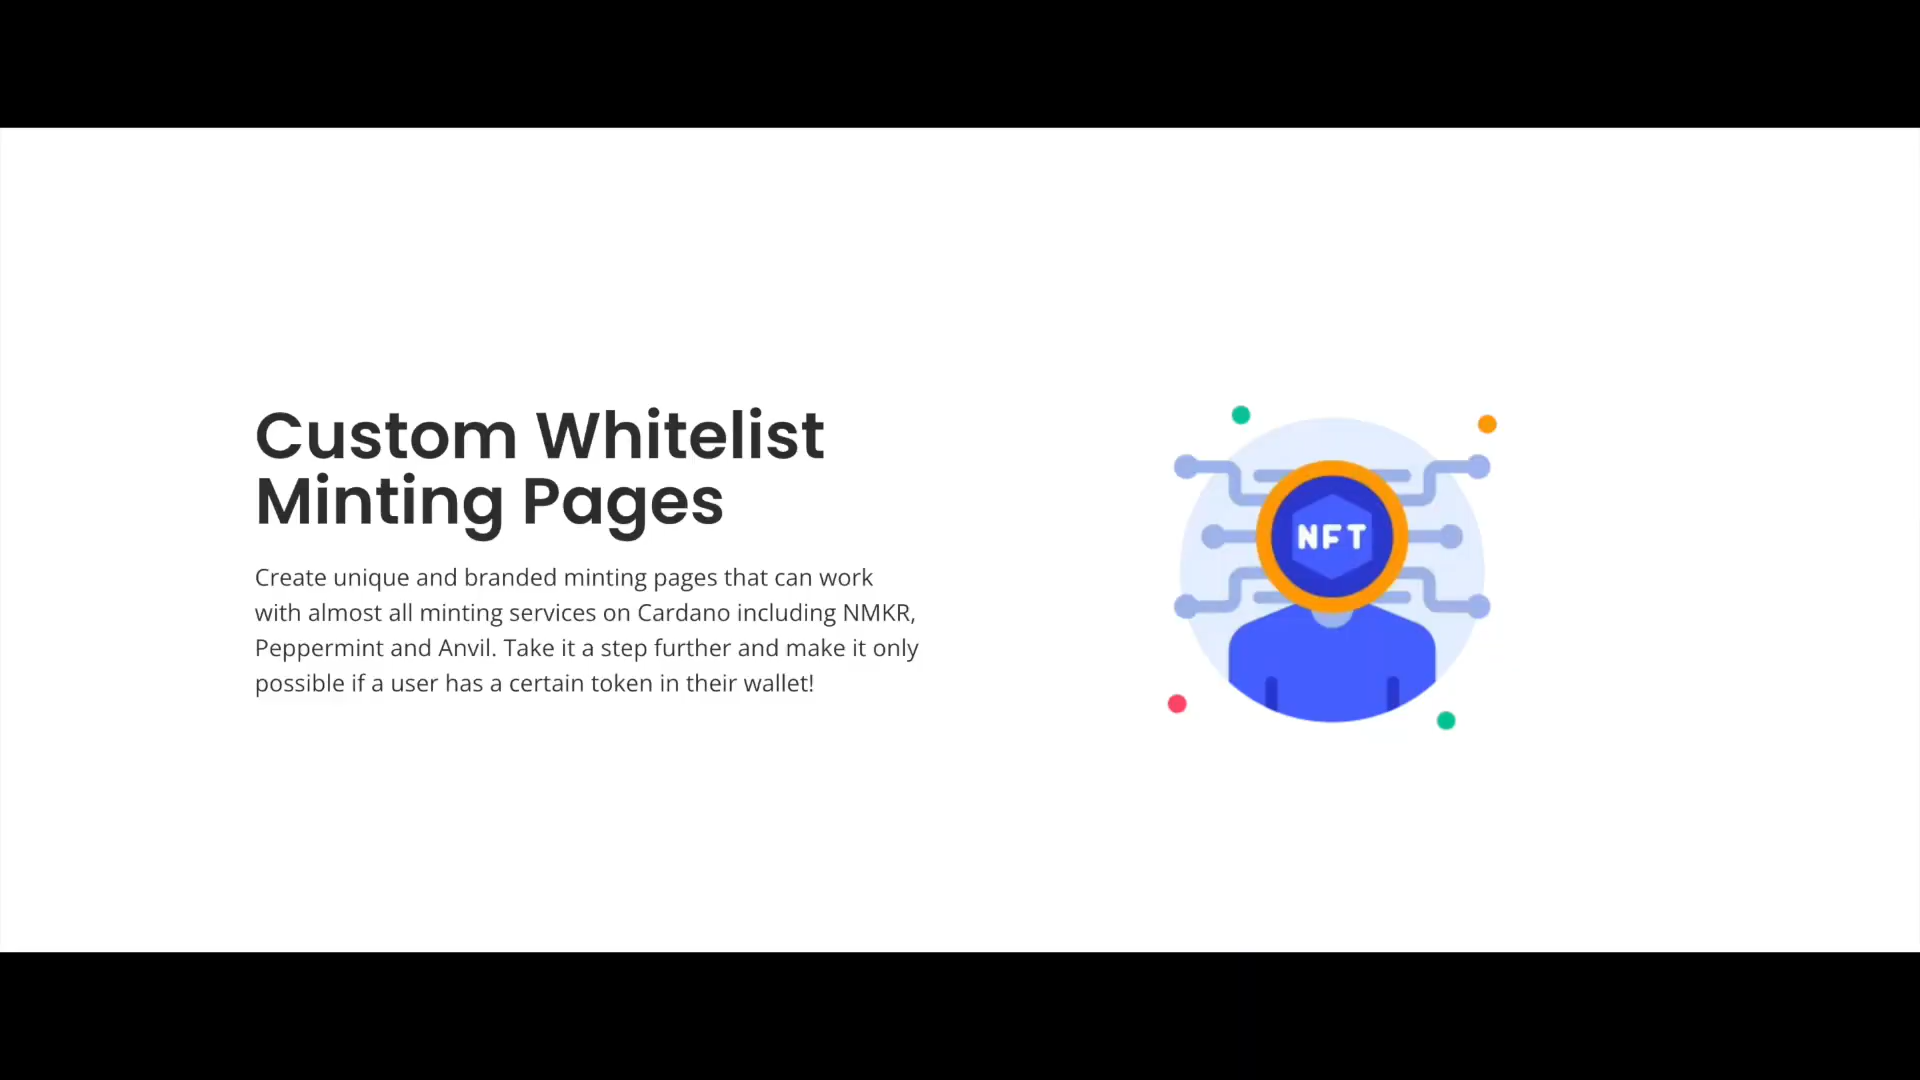 Custom Whitelist
Minting Pages
Create unique and branded minting pages that can work
with almost all minting services on Cardano including NMKR,
Peppermint and Anvil. Take it a step further and make it only
possible if a user has a certain token in their wallet!
NFT